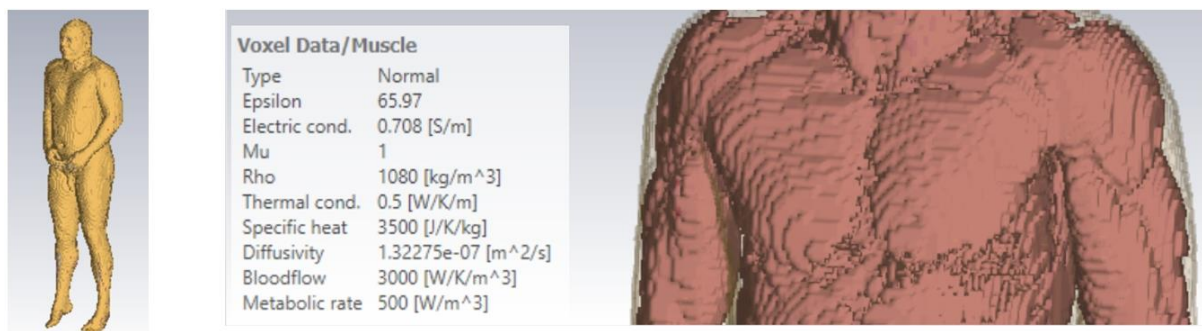 Voxel Data/Muscle
Type Normal
Epsilon 65.97
Electric cond. 0.708 [S/m]
Mu 1
Rho 1080 [kg/m^3]
Thermal cond. 0.5 [W/K/m]
Specific heat 3500 [J/K/kg]
Diffusivity 1.32275e-07 [m^2/s]
Bloodflow 3000 [W/K/m^3]
Metabolic rate 500 [W/m^3]